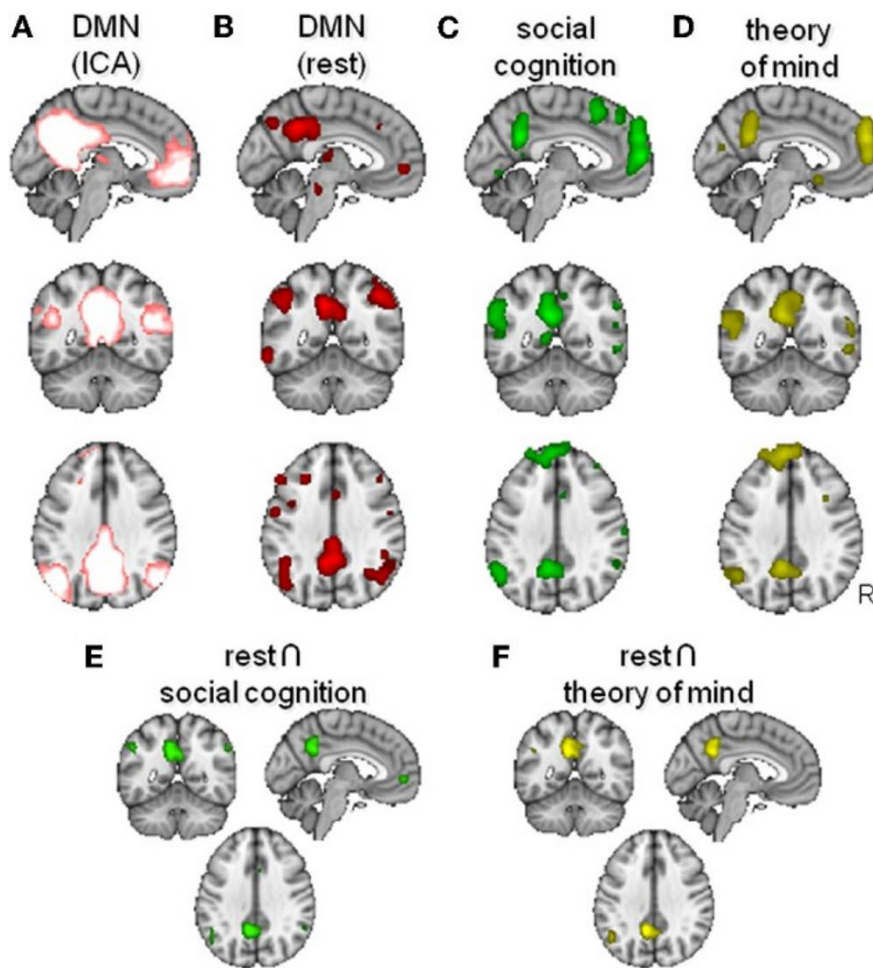 A
DMN
(ICA)
B
DMN
(rest)
C
social
cognition
D
theory
of mind
R
E
rest∩
social cognition
F
rest∩
theory of mind